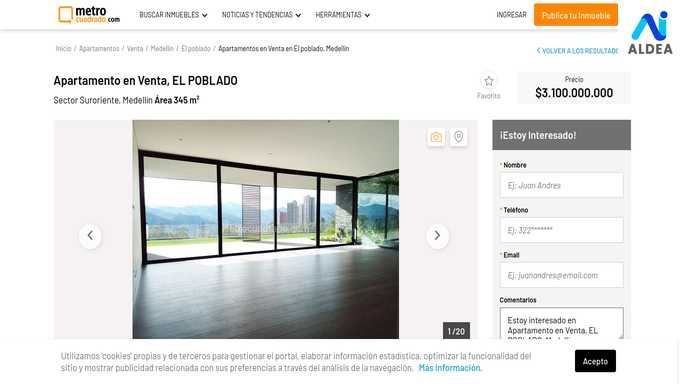 metro
cuadrado.com
BUSCAR INMUEBLES
NOTICIAS Y TENDENCIAS
HERRAMIENTAS
INGRESAR
Publica tu Inmueble
ALDEA
Inicio / Apartamentos / Venta / Medellín / El poblado / Apartamentos en Venta en El poblado, Medellín
VOLVER A LOS RESULTADO
Apartamento en Venta, EL POBLADO
Sector Suroriente, Medellín Área 345 m²
Favorito
Precio
$3.100.000.000
1 / 20
¡Estoy Interesado!
* Nombre
Ej: Juan Andres
* Teléfono
Ej: 322*******
* Email
Ej: juanandres@email.com
Comentarios
Estoy interesado en
Apartamento en Venta, EL
Utilizamos 'cookies' propias y de terceros para gestionar el portal, elaborar información estadística, optimizar la funcionalidad del
sitio y mostrar publicidad relacionada con sus preferencias a través del análisis de la navegación. Más información.
Acepto